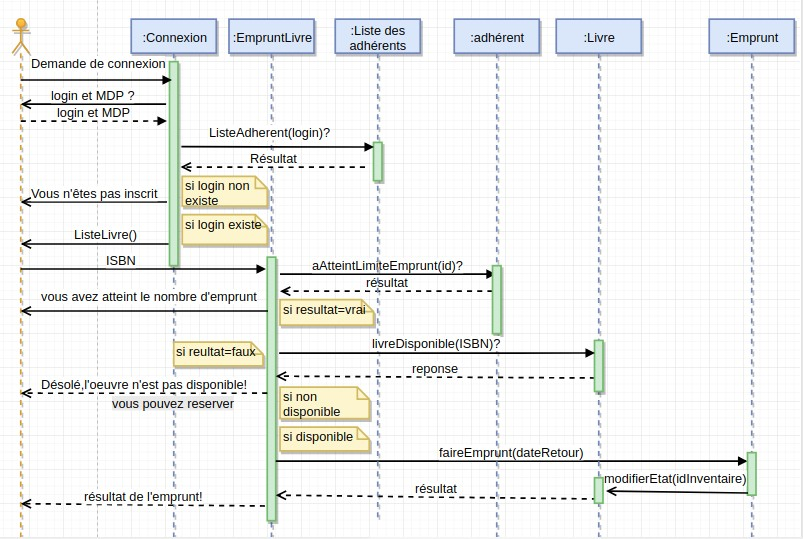 :Connexion
:EmpruntLivre
:Liste des
adhérents
:adhérent
:Livre
:Emprunt
Demande de connexion
login et MDP ?
login et MDP
ListeAdherent(login)?
Résultat
si login non
existe
Vous n'êtes pas inscrit
si login existe
ListeLivre()
ISBN
aAtteintLimiteEmprunt(id)?
résultat
vous avez atteint le nombre d'emprunt
si resultat=vrai
livreDisponible(ISBN)?
si reultat=faux
reponse
Désolé,l'oeuvre n'est pas disponible!
vous pouvez reserver
si non
disponible
si disponible
faireEmprunt(dateRetour)
modifierEtat(idInventaire)
résultat
résultat de l'emprunt!